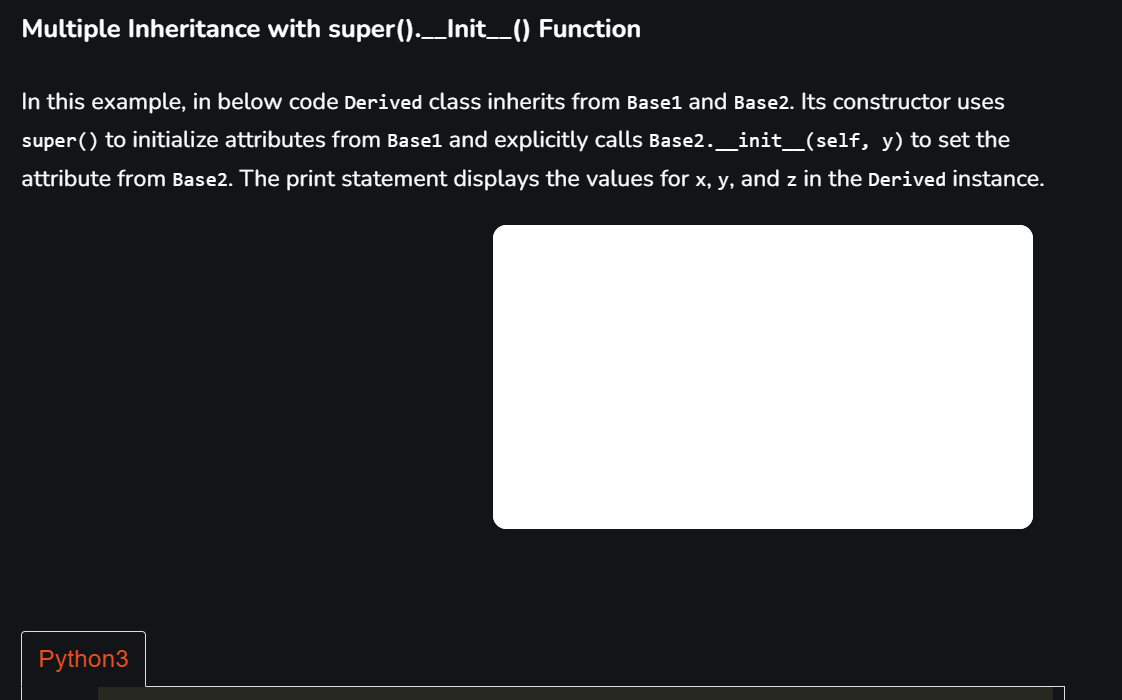 Multiple Inheritance with super().__Init__() Function
In this example, in below code Derived class inherits from Base1 and Base2. Its constructor uses
super() to initialize attributes from Base1 and explicitly calls Base2.__init__(self, y) to set the
attribute from Base2. The print statement displays the values for x, y, and z in the Derived instance.
Python3